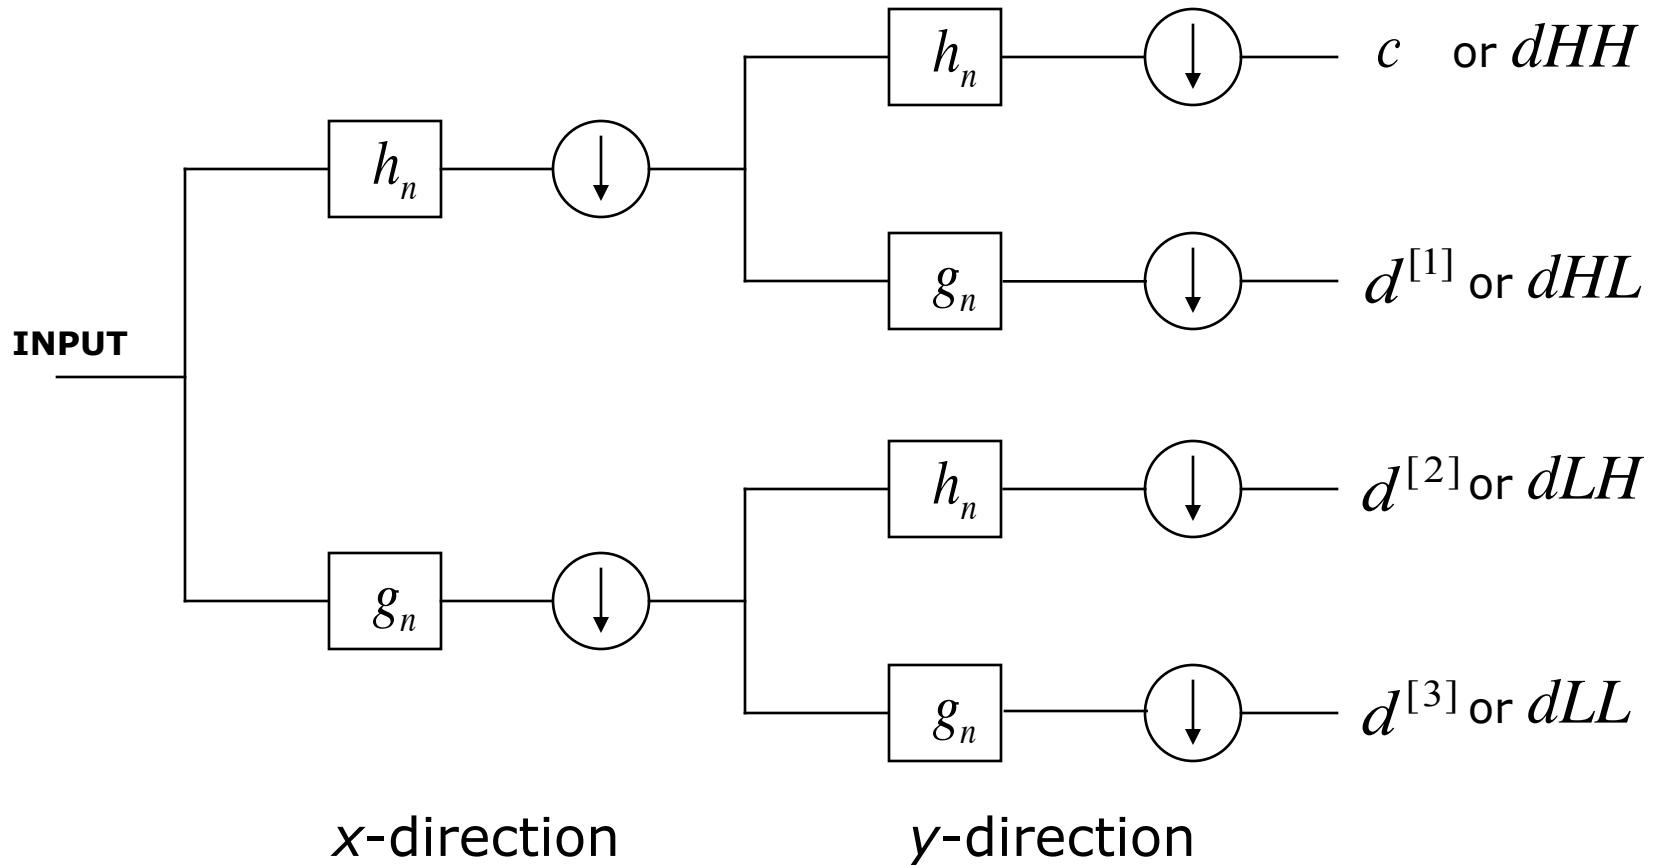 h_n
c or dHH
h_n
g_n
d^[1] or dHL
INPUT
h_n
d^[2] or dLH
g_n
g_n
d^[3] or dLL
x-direction
y-direction